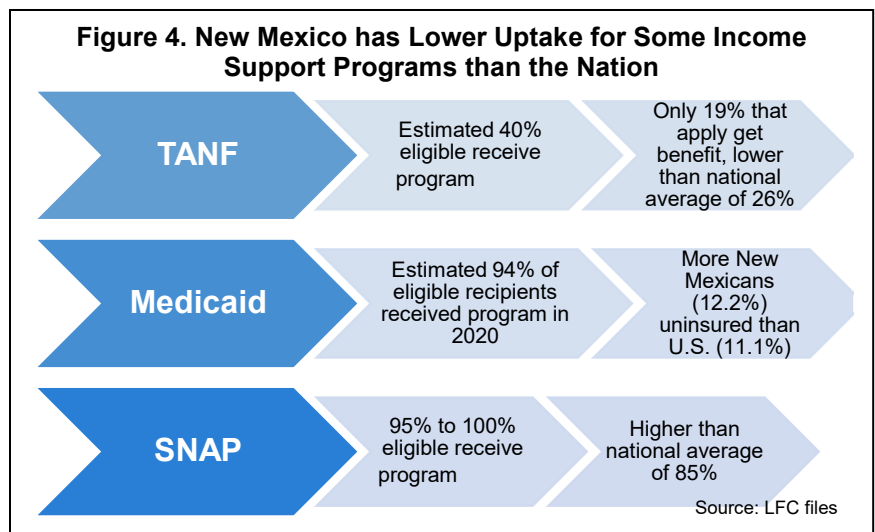 Figure 4. New Mexico has Lower Uptake for Some Income
Support Programs than the Nation
TANF
Estimated 40%
eligible receive
program
Only 19% that
apply get
benefit, lower
than national
average of 26%
Medicaid
Estimated 94% of
eligible recipients
received program in
2020
More New
Mexicans
(12.2%)
uninsured than
U.S. (11.1%)
SNAP
95% to 100%
eligible receive
program
Higher than
national average
of 85%
Source: LFC files